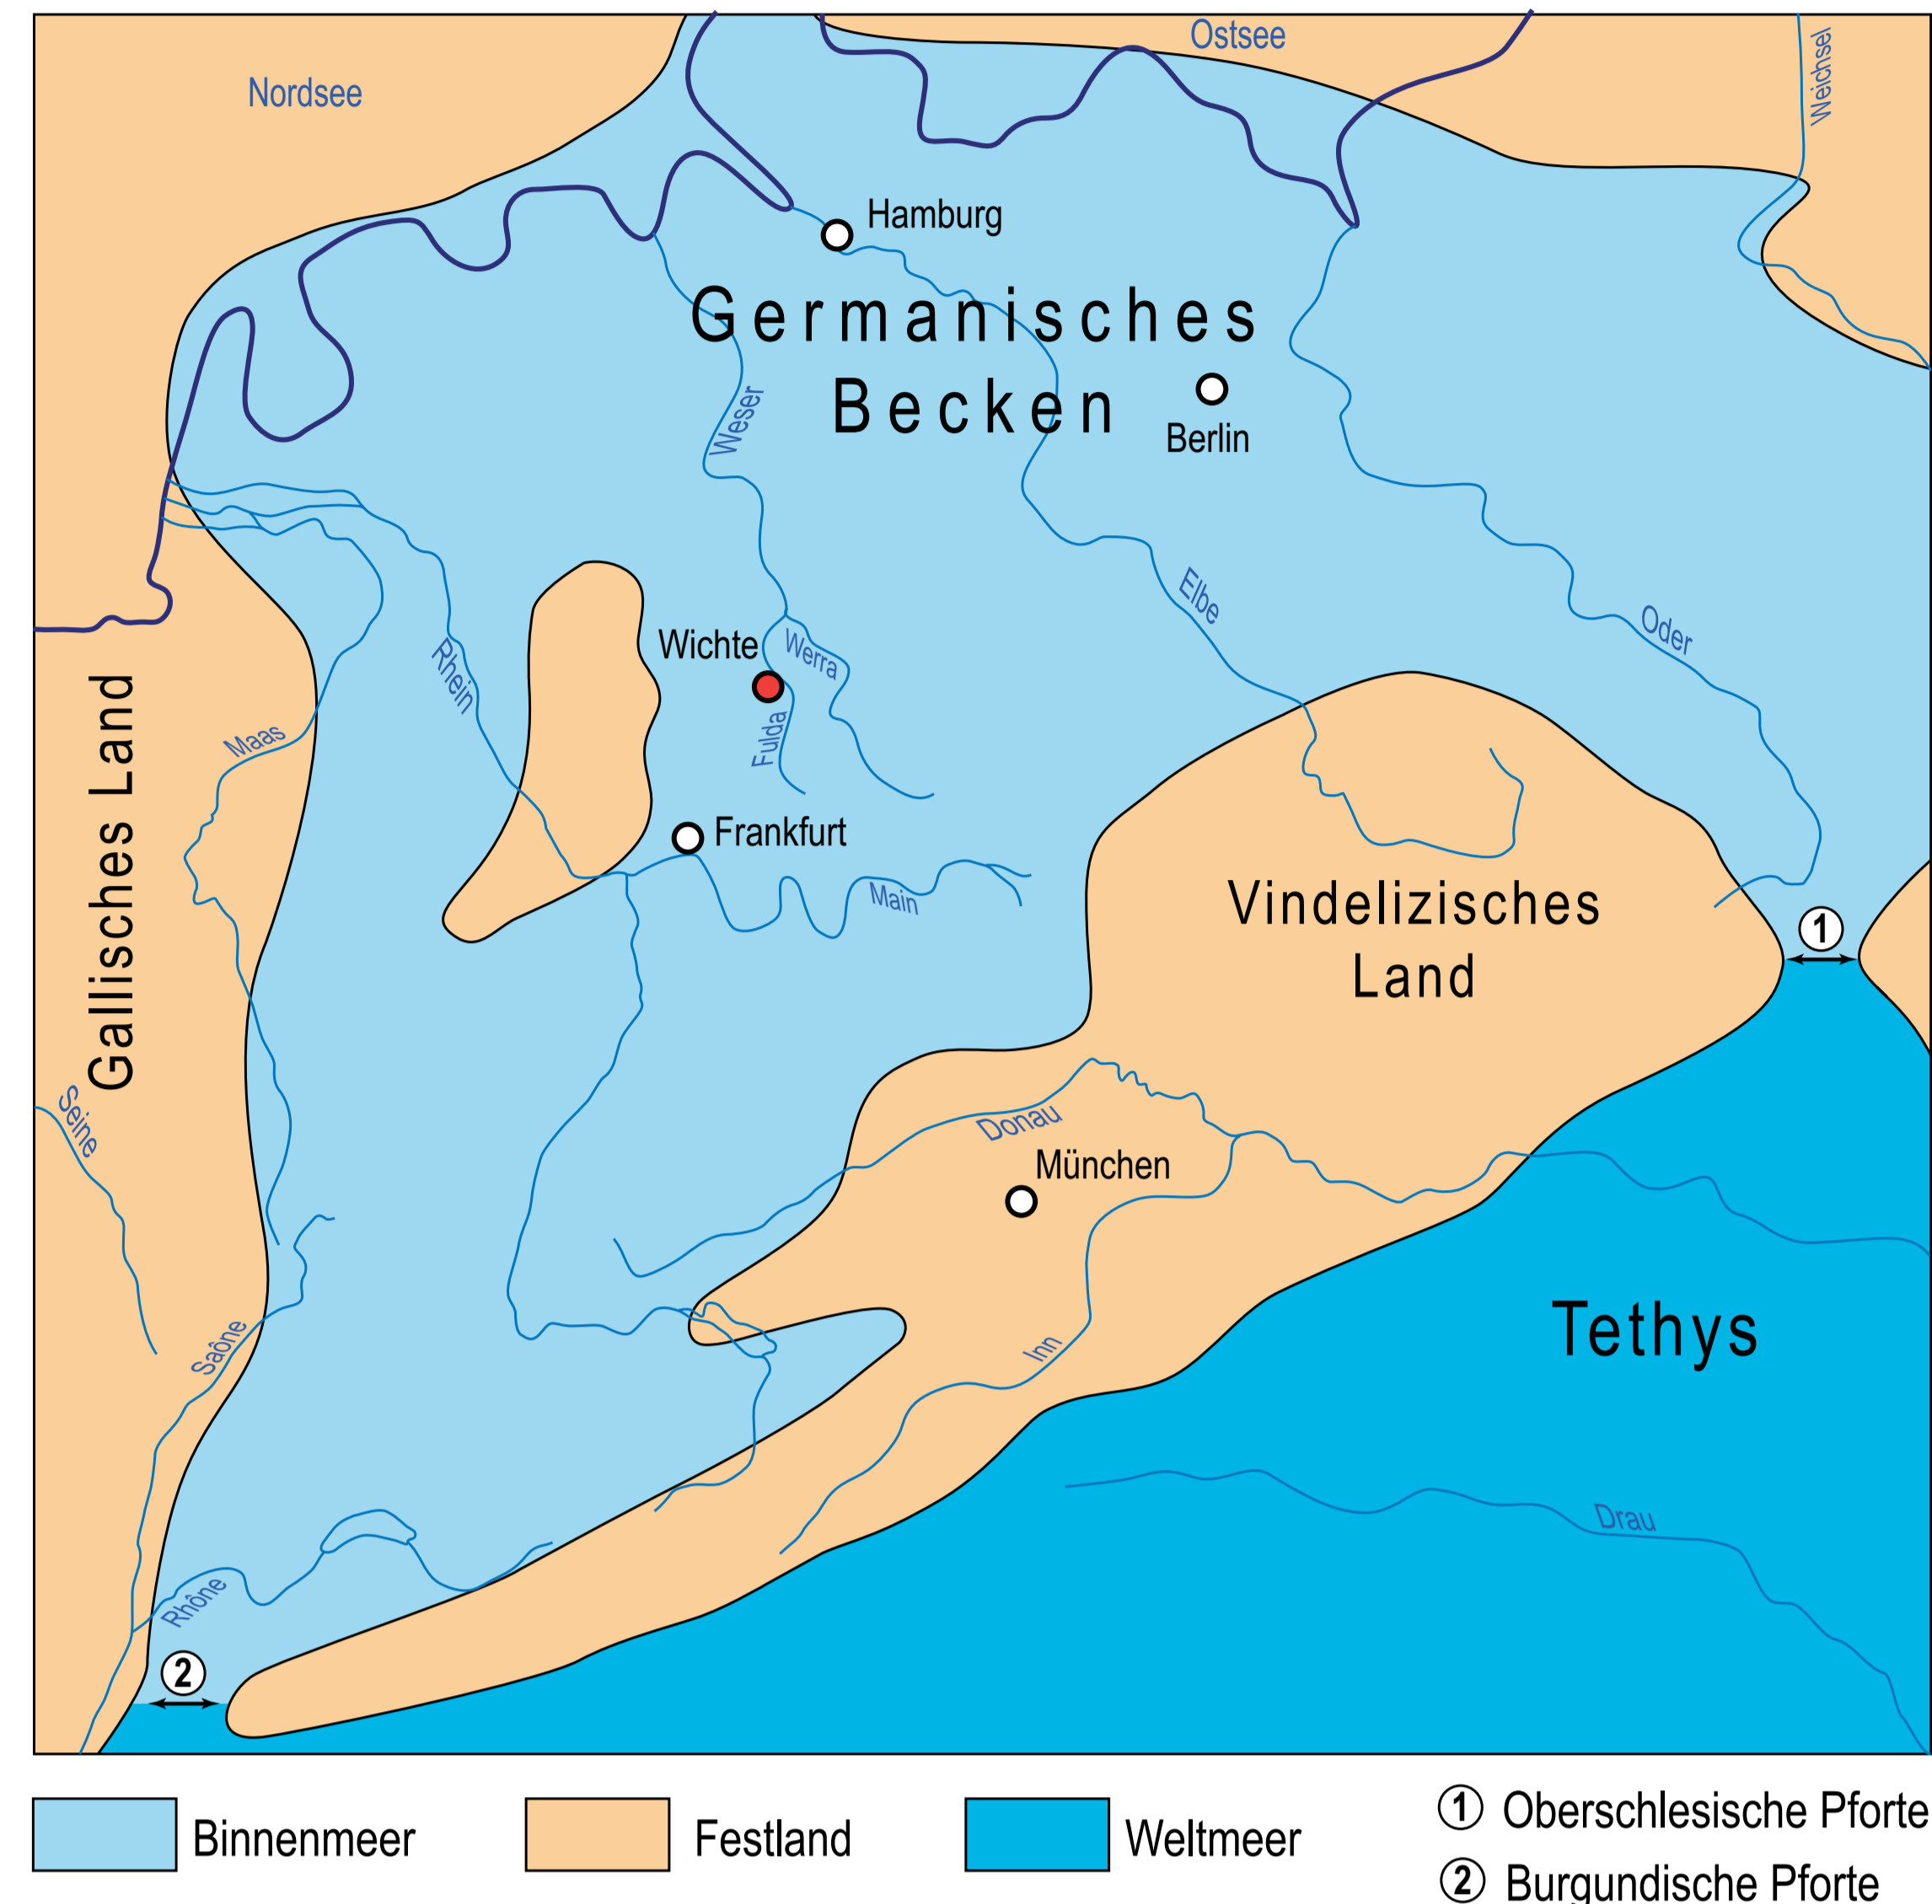 Ostsee
Weichsel
Nordsee
Hamburg
Germanisches
Becken
Berlin
Weser
Elbe
Oder
Wichte
Werra
Rhein
Fulda
Maas
Gallisches Land
Frankfurt
Main
Vindelizisches
Land
1
Seine
Donau
München
Tethys
Inn
Saône
Drau
Rhône
2
Binnenmeer
Festland
Weltmeer
1 Oberschlesische Pforte
2 Burgundische Pforte